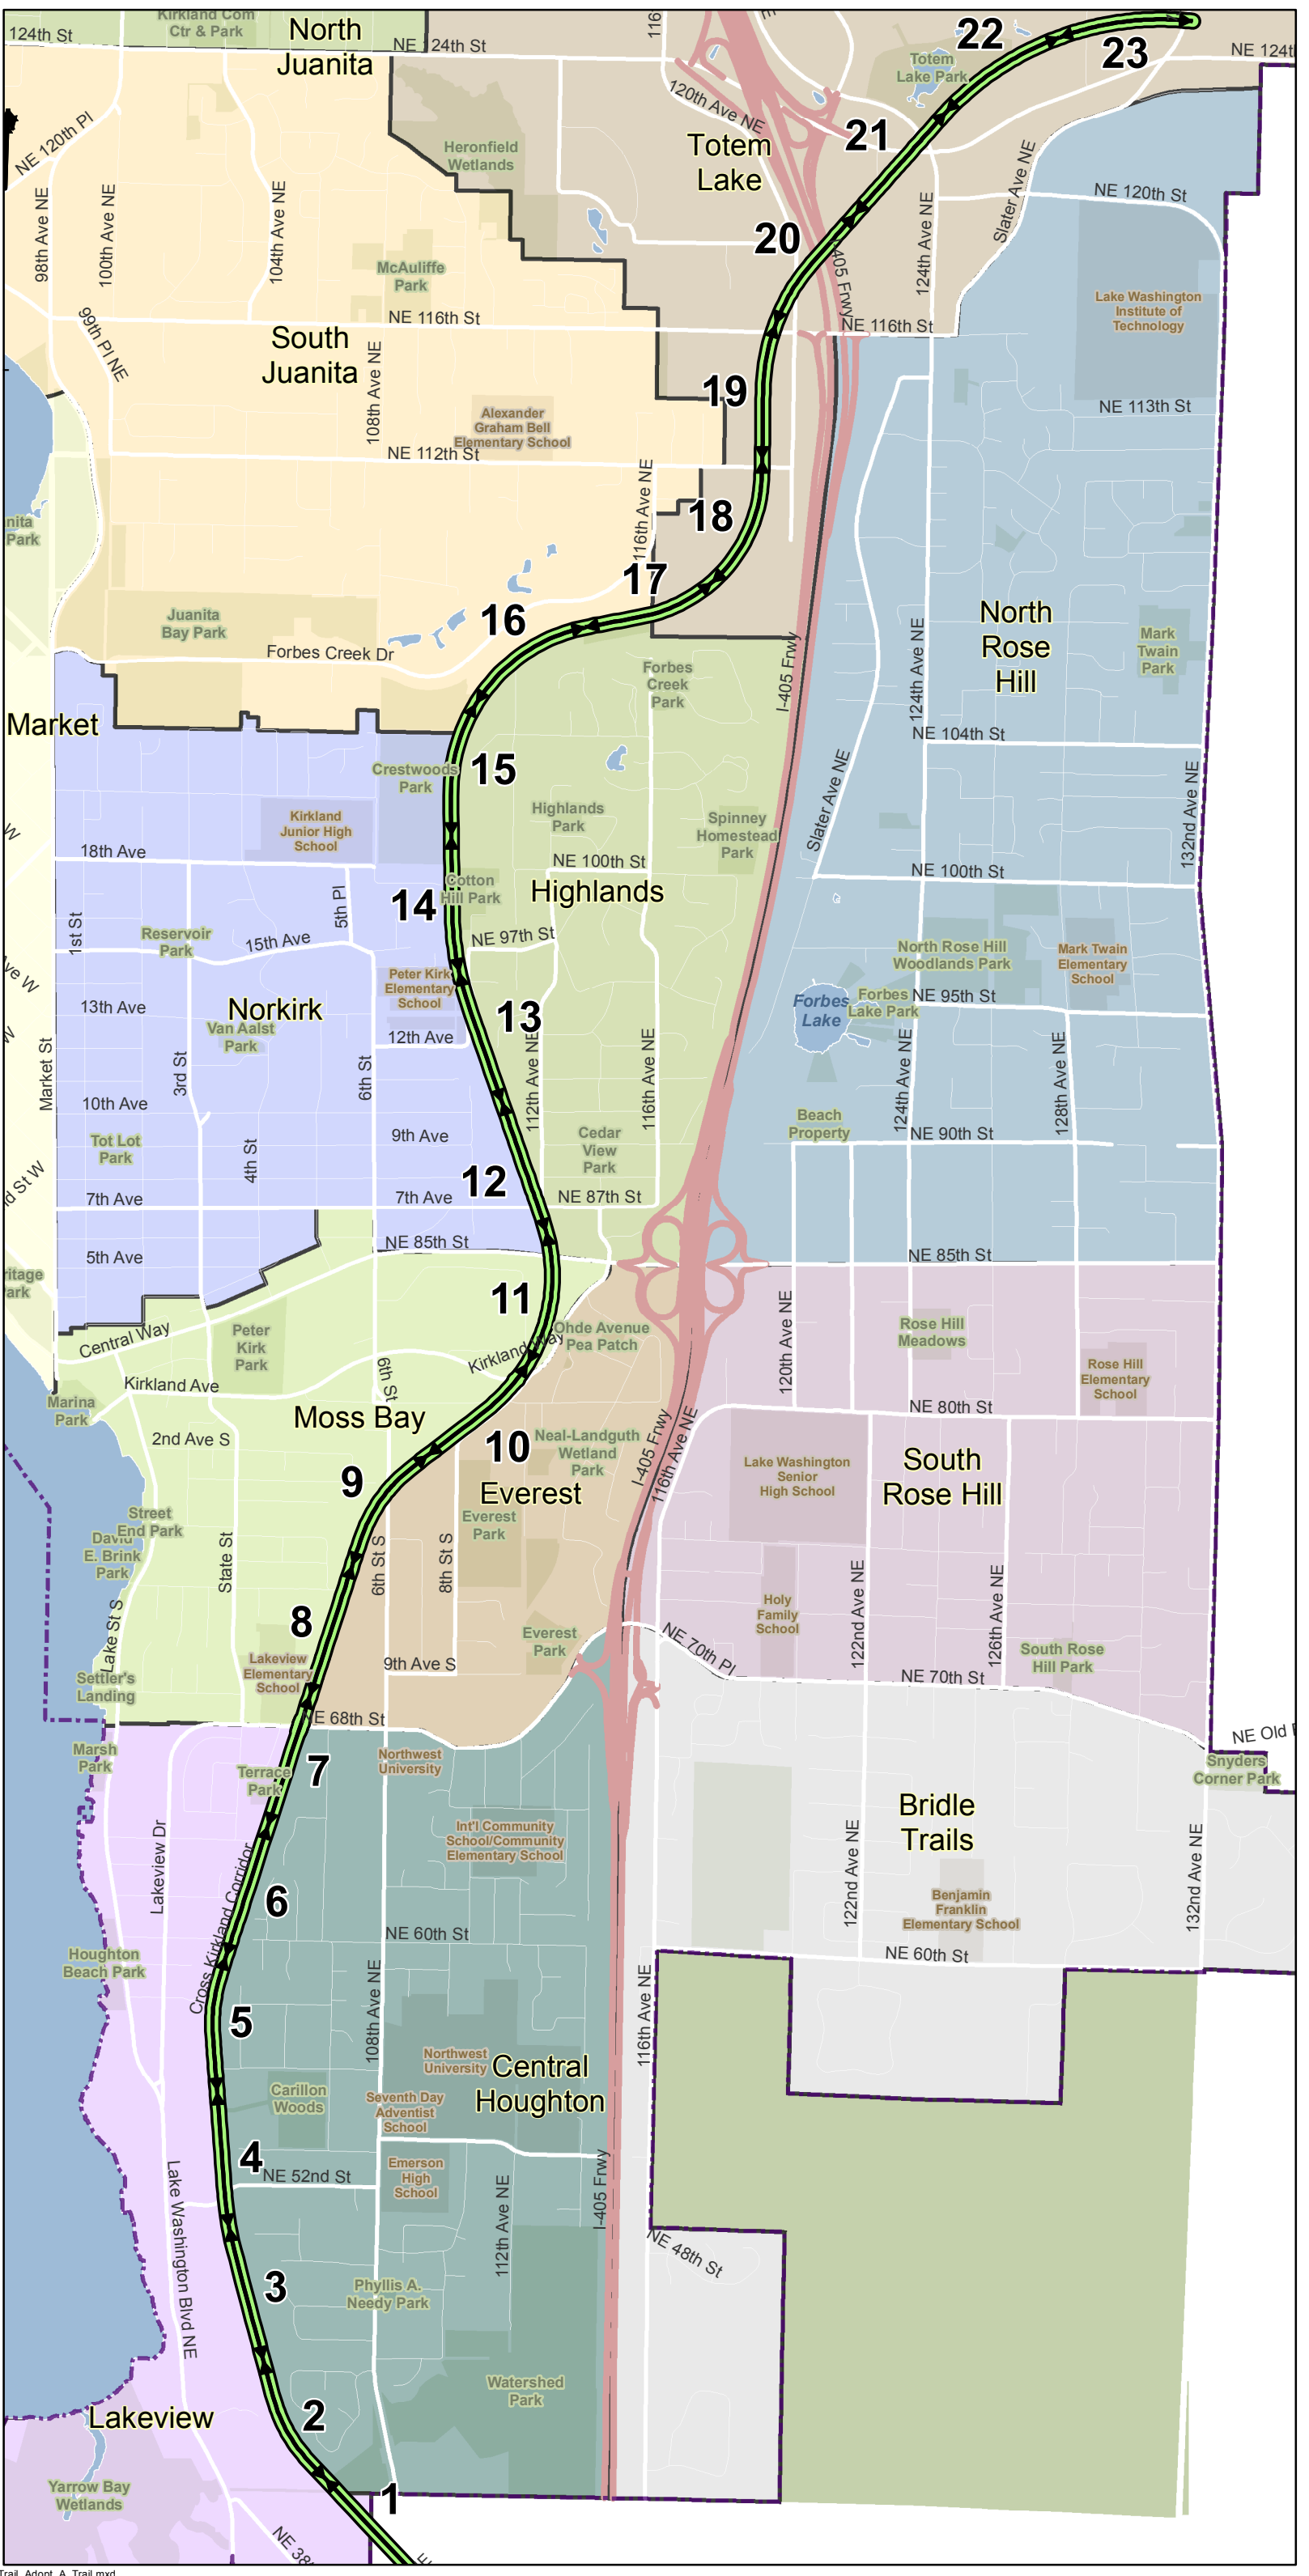 Kirkland Com
Ctr & Park
124th St
North
Juanita
NE 124th St
116
120th Ave NE
22
Totem
Lake Park
23
NE 124t
NE 120th Pl
Heronfield
Wetlands
Totem
Lake
21
Slater Ave NE
NE 120th St
98th Ave NE
100th Ave NE
104th Ave NE
124th Ave NE
20
McAuliffe
Park
I-405 Frwy
Lake Washington
Institute of
Technology
99th Pl NE
South
Juanita
NE 116th St
NE 116th St
108th Ave NE
19
Alexander
Graham Bell
Elementary School
NE 113th St
NE 112th St
116th Ave NE
18
nita
Park
17
16
Juanita
Bay Park
Forbes Creek Dr
North
Rose
Hill
Mark
Twain
Park
Forbes
Creek
Park
I-405 Frwy
124th Ave NE
Market
NE 104th St
15
Crestwoods
Park
Slater Ave NE
132nd Ave NE
Kirkland
Junior High
School
Highlands
Park
Spinney
Homestead
Park
W
18th Ave
NE 100th St
NE 100th St
Cotton
Hill Park
Highlands
14
5th Pl
1st St
Reservoir
Park
15th Ave
NE 97th St
North Rose Hill
Woodlands Park
Mark Twain
Elementary
School
ve W
Peter Kirk
Elementary
School
13th Ave
Norkirk
13
Forbes
Lake
Forbes
Lake Park
NE 95th St
Van Aalst
Park
12th Ave
W
Market St
3rd St
6th St
112th Ave NE
116th Ave NE
124th Ave NE
128th Ave NE
10th Ave
Tot Lot
Park
4th St
9th Ave
Cedar
View
Park
Beach
Property
NE 90th St
d St W
12
7th Ave
7th Ave
NE 87th St
5th Ave
NE 85th St
NE 85th St
ritage
ark
11
Central Way
Peter
Kirk
Park
Kirkland Way
Ohde Avenue
Pea Patch
120th Ave NE
Rose Hill
Meadows
Rose Hill
Elementary
School
Kirkland Ave
6th St
Marina
Park
Moss Bay
NE 80th St
2nd Ave S
10
Neal-Landguth
Wetland
Park
I-405 Frwy
116th Ave NE
Lake Washington
Senior
High School
South
Rose Hill
9
Everest
Everest
Park
Street
End Park
David
E. Brink
Park
State St
6th St S
8th St S
122nd Ave NE
126th Ave NE
8
Lake St S
Holy
Family
School
Everest
Park
NE 70th Pl
South Rose
Hill Park
Lakeview
Elementary
School
9th Ave S
NE 70th St
Settler's
Landing
E 68th St
NE Old
Marsh
Park
7
Northwest
University
Terrace
Park
Snyders
Corner Park
Bridle
Trails
Int'l Community
School/Community
Elementary School
Lakeview Dr
122nd Ave NE
132nd Ave NE
6
Cross Kirkland Corridor
Benjamin
Franklin
Elementary School
NE 60th St
NE 60th St
Houghton
Beach Park
108th Ave NE
116th Ave NE
5
Northwest
University
Central
Houghton
Carillon
Woods
Seventh Day
Adventist
School
4
NE 52nd St
Emerson
High
School
I-405 Frwy
112th Ave NE
Lake Washington Blvd NE
NE 48th St
3
Phyllis A.
Needy Park
Watershed
Park
2
Lakeview
Yarrow Bay
Wetlands
1
NE 38
Trail_Adopt_A_Trail.mxd